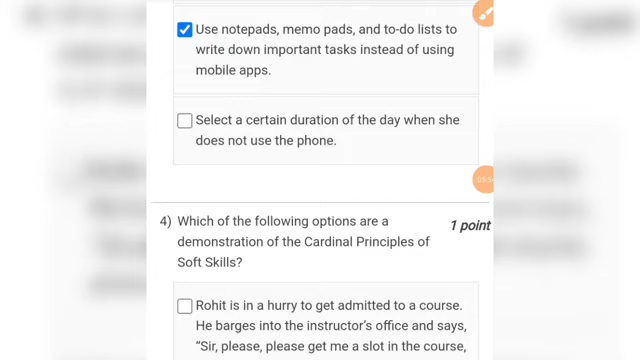 Use notepads, memo pads, and to-do lists to
write down important tasks instead of using
mobile apps.
Select a certain duration of the day when she
does not use the phone.
4) Which of the following options are a
demonstration of the Cardinal Principles of
Soft Skills?
1 point
Rohit is in a hurry to get admitted to a course.
He barges into the instructor's office and says,
“Sir, please, please get me a slot in the course,